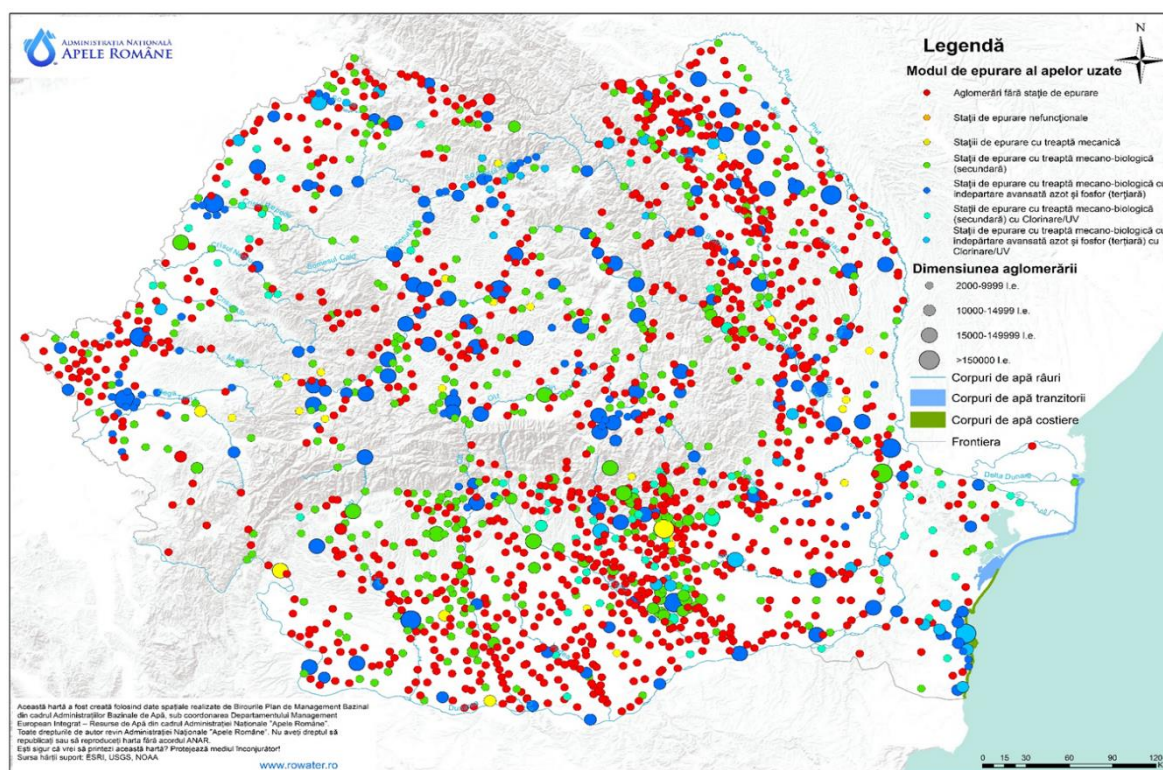 ADMINISTRAȚIA NAȚIONALĂ
APELE ROMÂNE
N
Legendă
Modul de epurare al apelor uzate
Aglomerări fără stație de epurare
Stații de epurare nefuncționale
Stații de epurare cu treaptă mecanică
Stații de epurare cu treaptă mecano-biologică
(secundară)
Stații de epurare cu treaptă mecano-biologică cu
îndepartare avansată azot și fosfor (terțiară)
Stații de epurare cu treaptă mecano-biologică
(secundară) cu Clorinare/UV
Stații de epurare cu treaptă mecano-biologică cu
îndepărtare avansată azot și fosfor (terțiară) cu
Clorinare/UV
Dimensiunea aglomerării
2000-9999 l.e.
10000-14999 l.e.
15000-149999 l.e.
>150000 l.e.
Corpuri de apă râuri
Corpuri de apă tranzitorii
Corpuri de apă costiere
Frontiera
Prut
Prut
Someșul Cald
Olt
Delta Dunării
Această hartă a fost creată folosind date spațiale realizate de Birourile Plan de Management Bazinal
din cadrul Administrațiilor Bazinale de Apă, sub coordonarea Departamentului Management
European Integrat – Resurse de Apă din cadrul Administrației Naționale "Apele Române".
Toate drepturile de autor revin Administrației Naționale "Apele Române". Nu aveți dreptul să
republicați sau să reproduceți harta fără acordul ANAR.
Ești sigur că vrei să printezi această hartă? Protejează mediul înconjurător!
Sursa hărții suport: ESRI, USGS, NOAA
www.rowater.ro
0 15 30 60 90 120